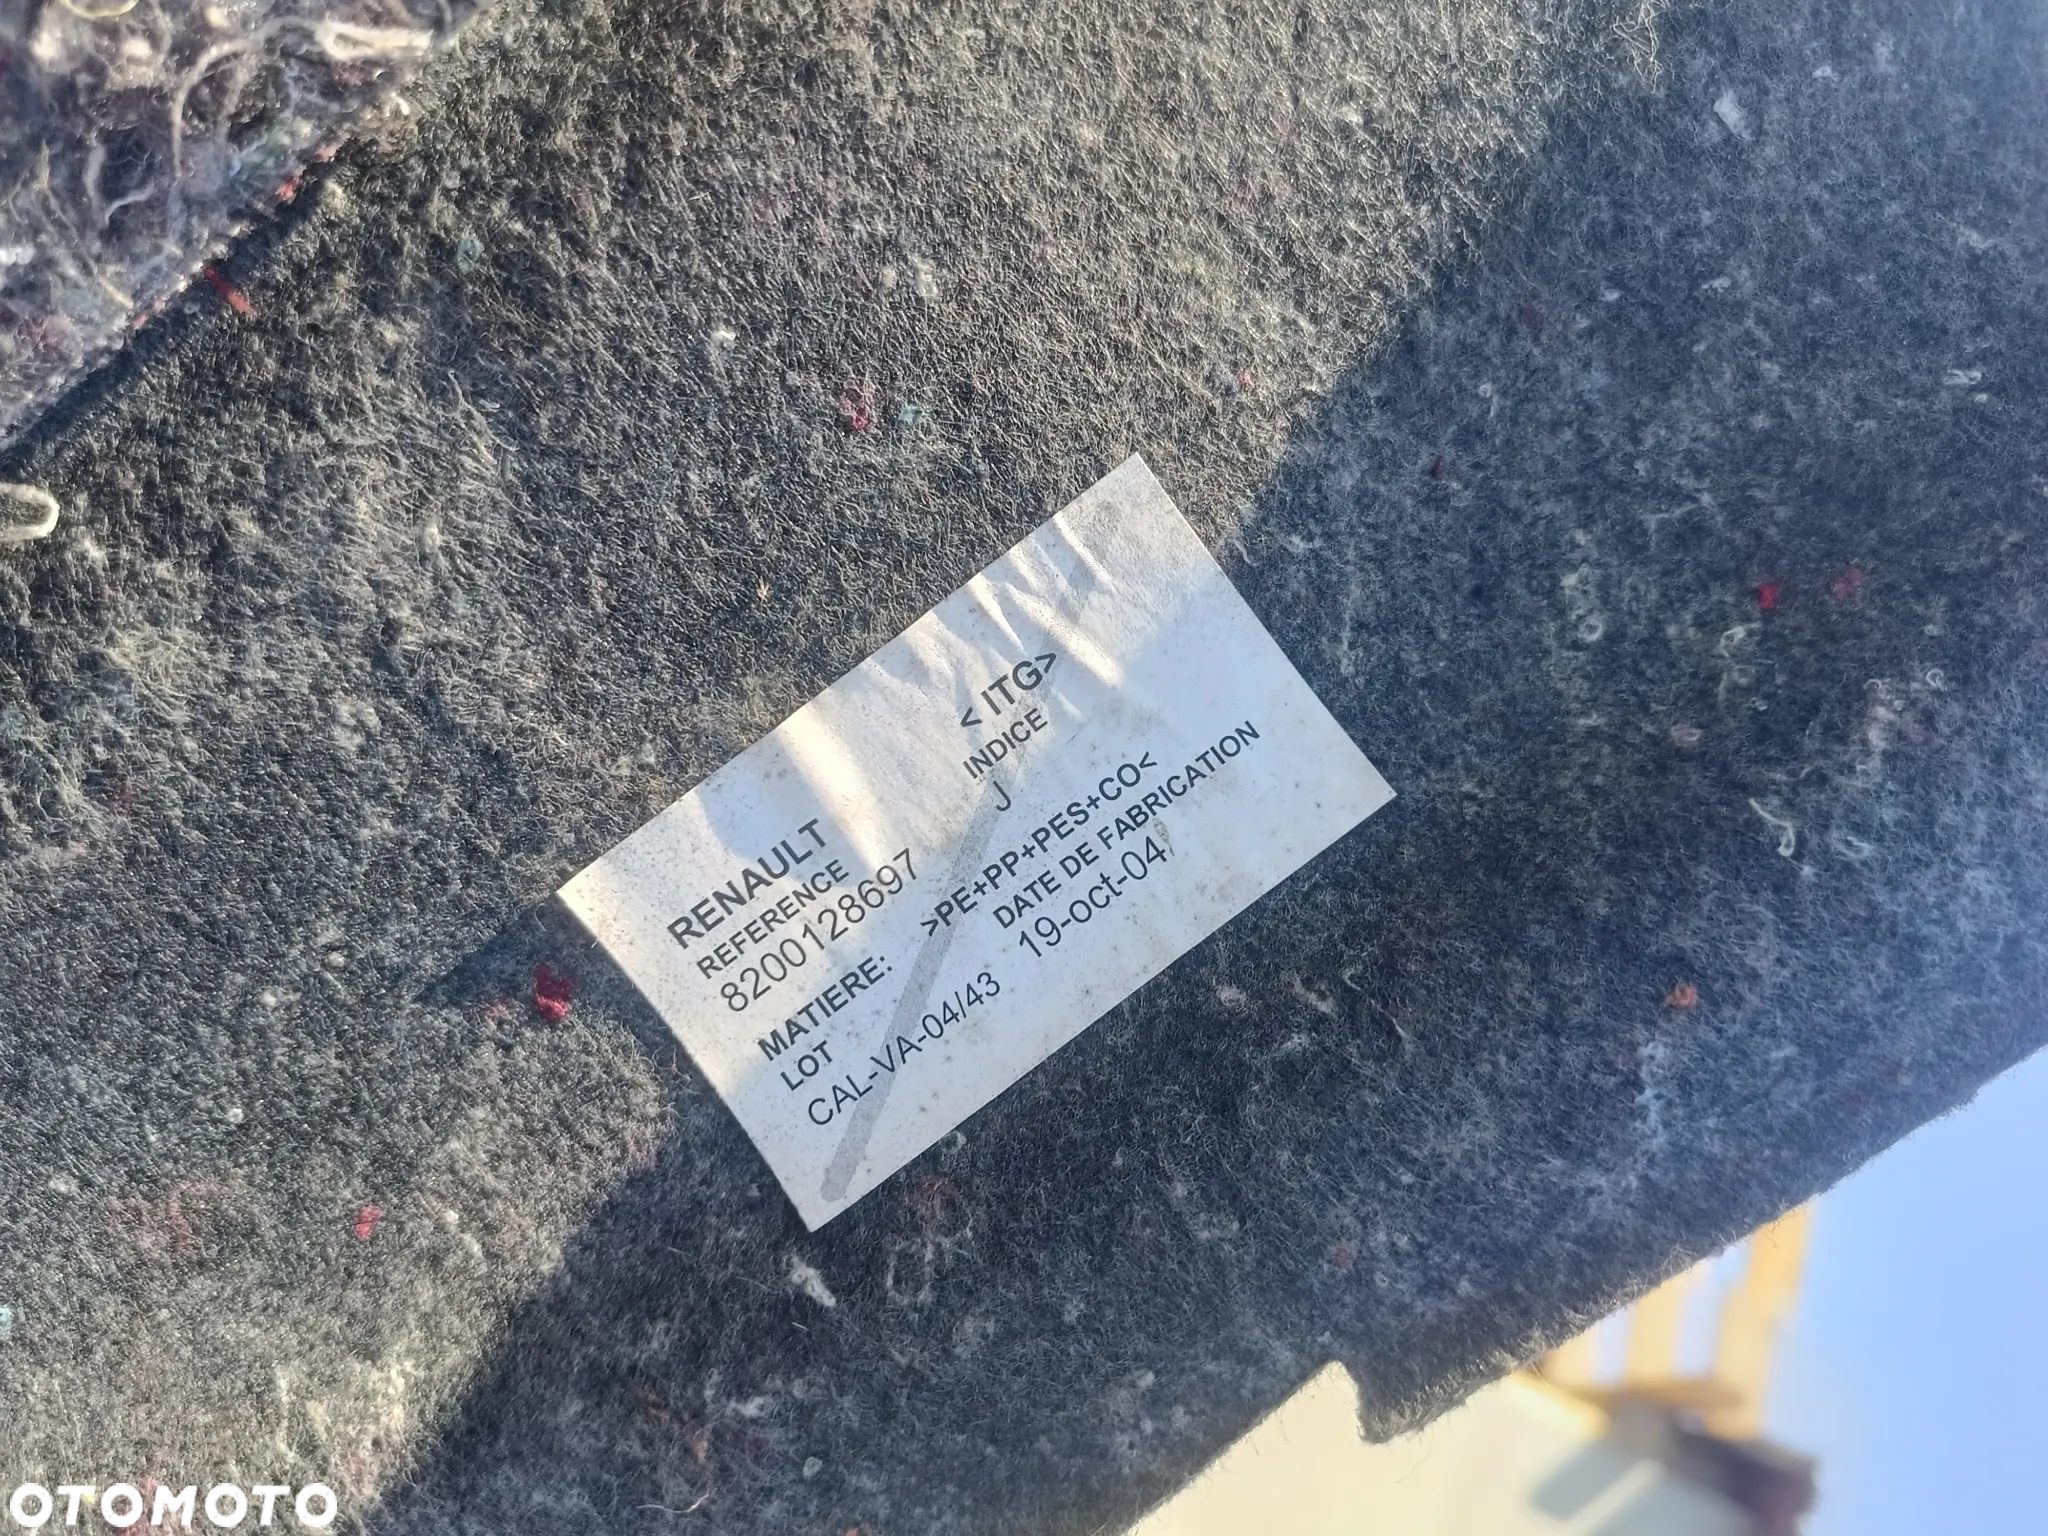 RENAULT < ITG>
REFERENCE INDICE
8200128697 J
MATIERE: >PE+PP+PES+CO<
LOT DATE DE FABRICATION
CAL-VA-04/43 19-oct-04
OTOMOTO